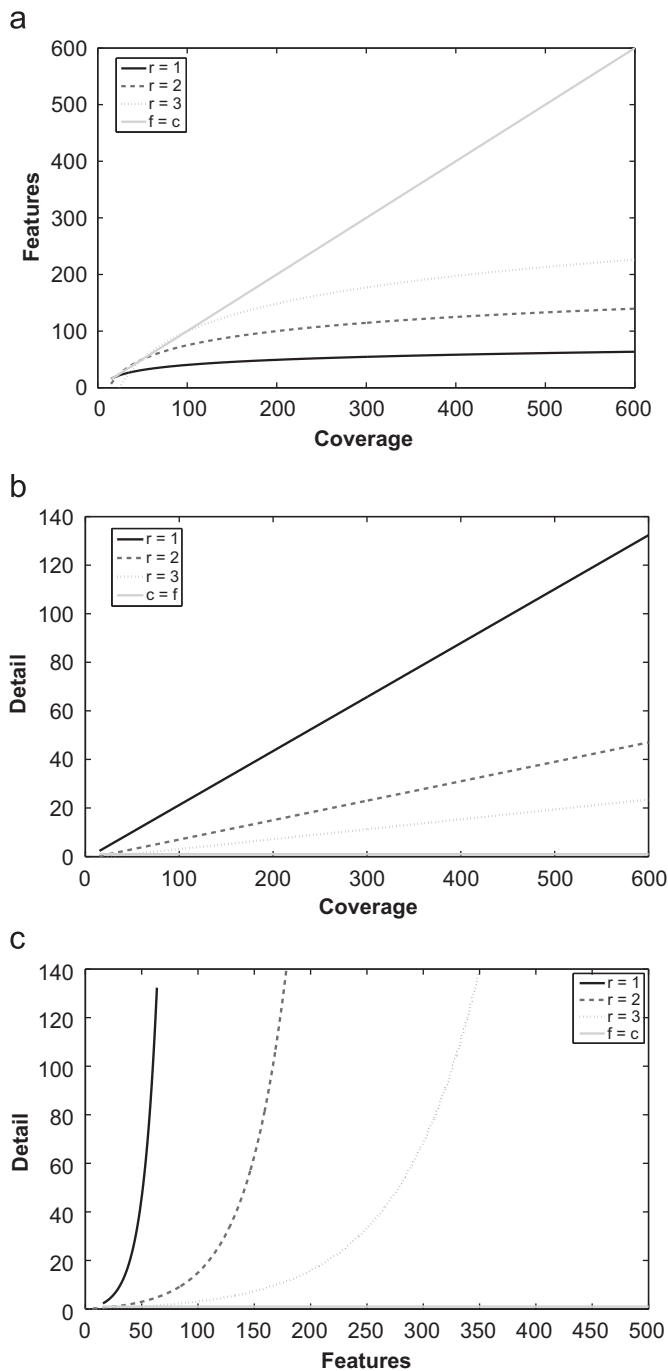 a
600
500
400
300
200
100
0
Features
r = 1
r = 2
r = 3
f = c
0 100 200 300 400 500 600
Coverage
b
140
120
100
80
60
40
20
0
Detail
r = 1
r = 2
r = 3
c = f
0 100 200 300 400 500 600
Coverage
c
140
120
100
80
60
40
20
0
Detail
r = 1
r = 2
r = 3
f = c
0 50 100 150 200 250 300 350 400 450 500
Features